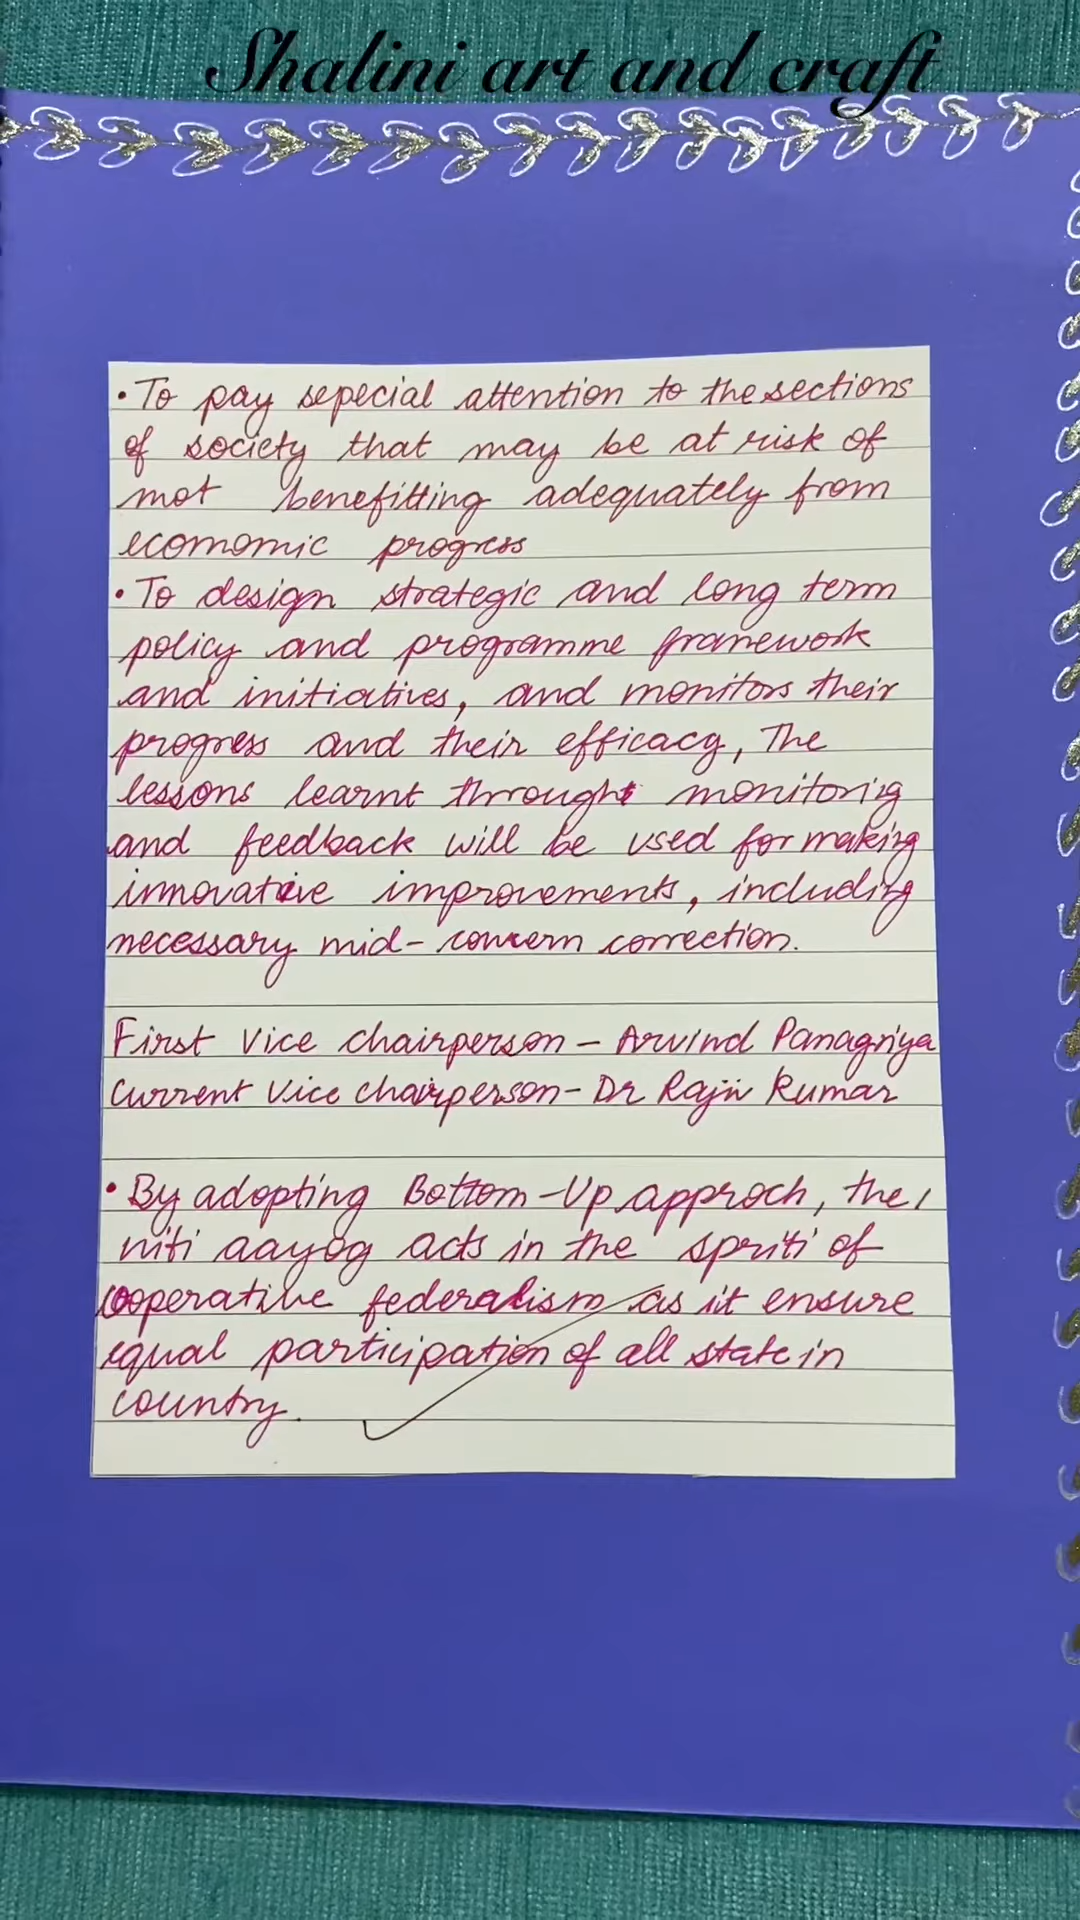 Shalini art and craft
• To pay sepecial attention to the sections
of society that may be at risk of
mot benefitting adequately from
ecomomic progress
• To design strategic and long term
policy and programme franework
and initiatives, and monitors their
progress and their efficacy, The
lessons learnt throught monitoring
and feedback will be used for making
innovative improvements, including
necessary mid- concern correction.
First Vice chairperson – Arvind Panagriya
Current Vice chairperson – Dr Rajiv Kumar
• By adopting Bottom-Up approch, the
niti aayog acts in the spriti of
cooperative federalism as it ensure
equal participation of all state in
country.